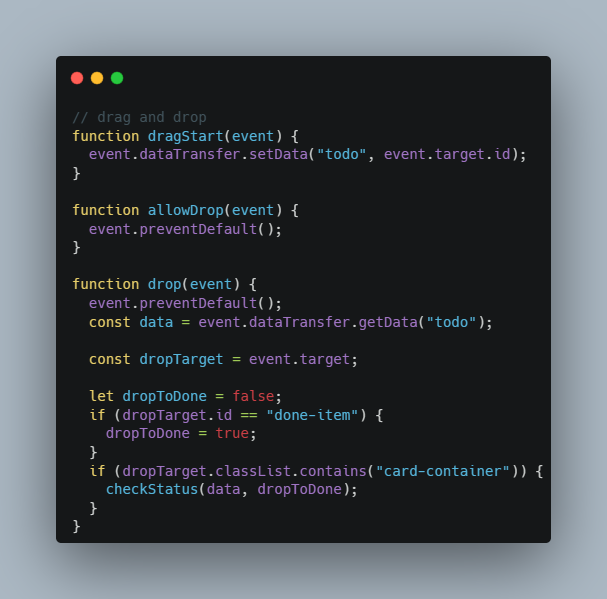 // drag and drop
function dragStart(event) {
  event.dataTransfer.setData("todo", event.target.id);
}

function allowDrop(event) {
  event.preventDefault();
}

function drop(event) {
  event.preventDefault();
  const data = event.dataTransfer.getData("todo");

  const dropTarget = event.target;

  let dropToDone = false;
  if (dropTarget.id == "done-item") {
    dropToDone = true;
  }
  if (dropTarget.classList.contains("card-container")) {
    checkStatus(data, dropToDone);
  }
}